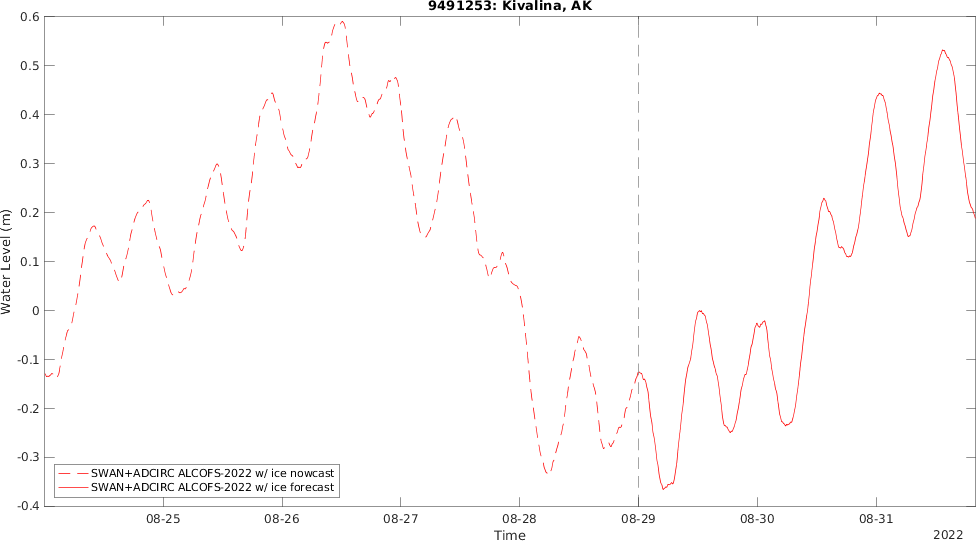 9491253: Kivalina, AK
0.6
0.5
0.4
0.3
0.2
0.1
0
-0.1
-0.2
-0.3
-0.4
Water Level (m)
SWAN+ADCIRC ALCOFS-2022 w/ ice nowcast
SWAN+ADCIRC ALCOFS-2022 w/ ice forecast
08-25 08-26 08-27 08-28 08-29 08-30 08-31
Time
2022